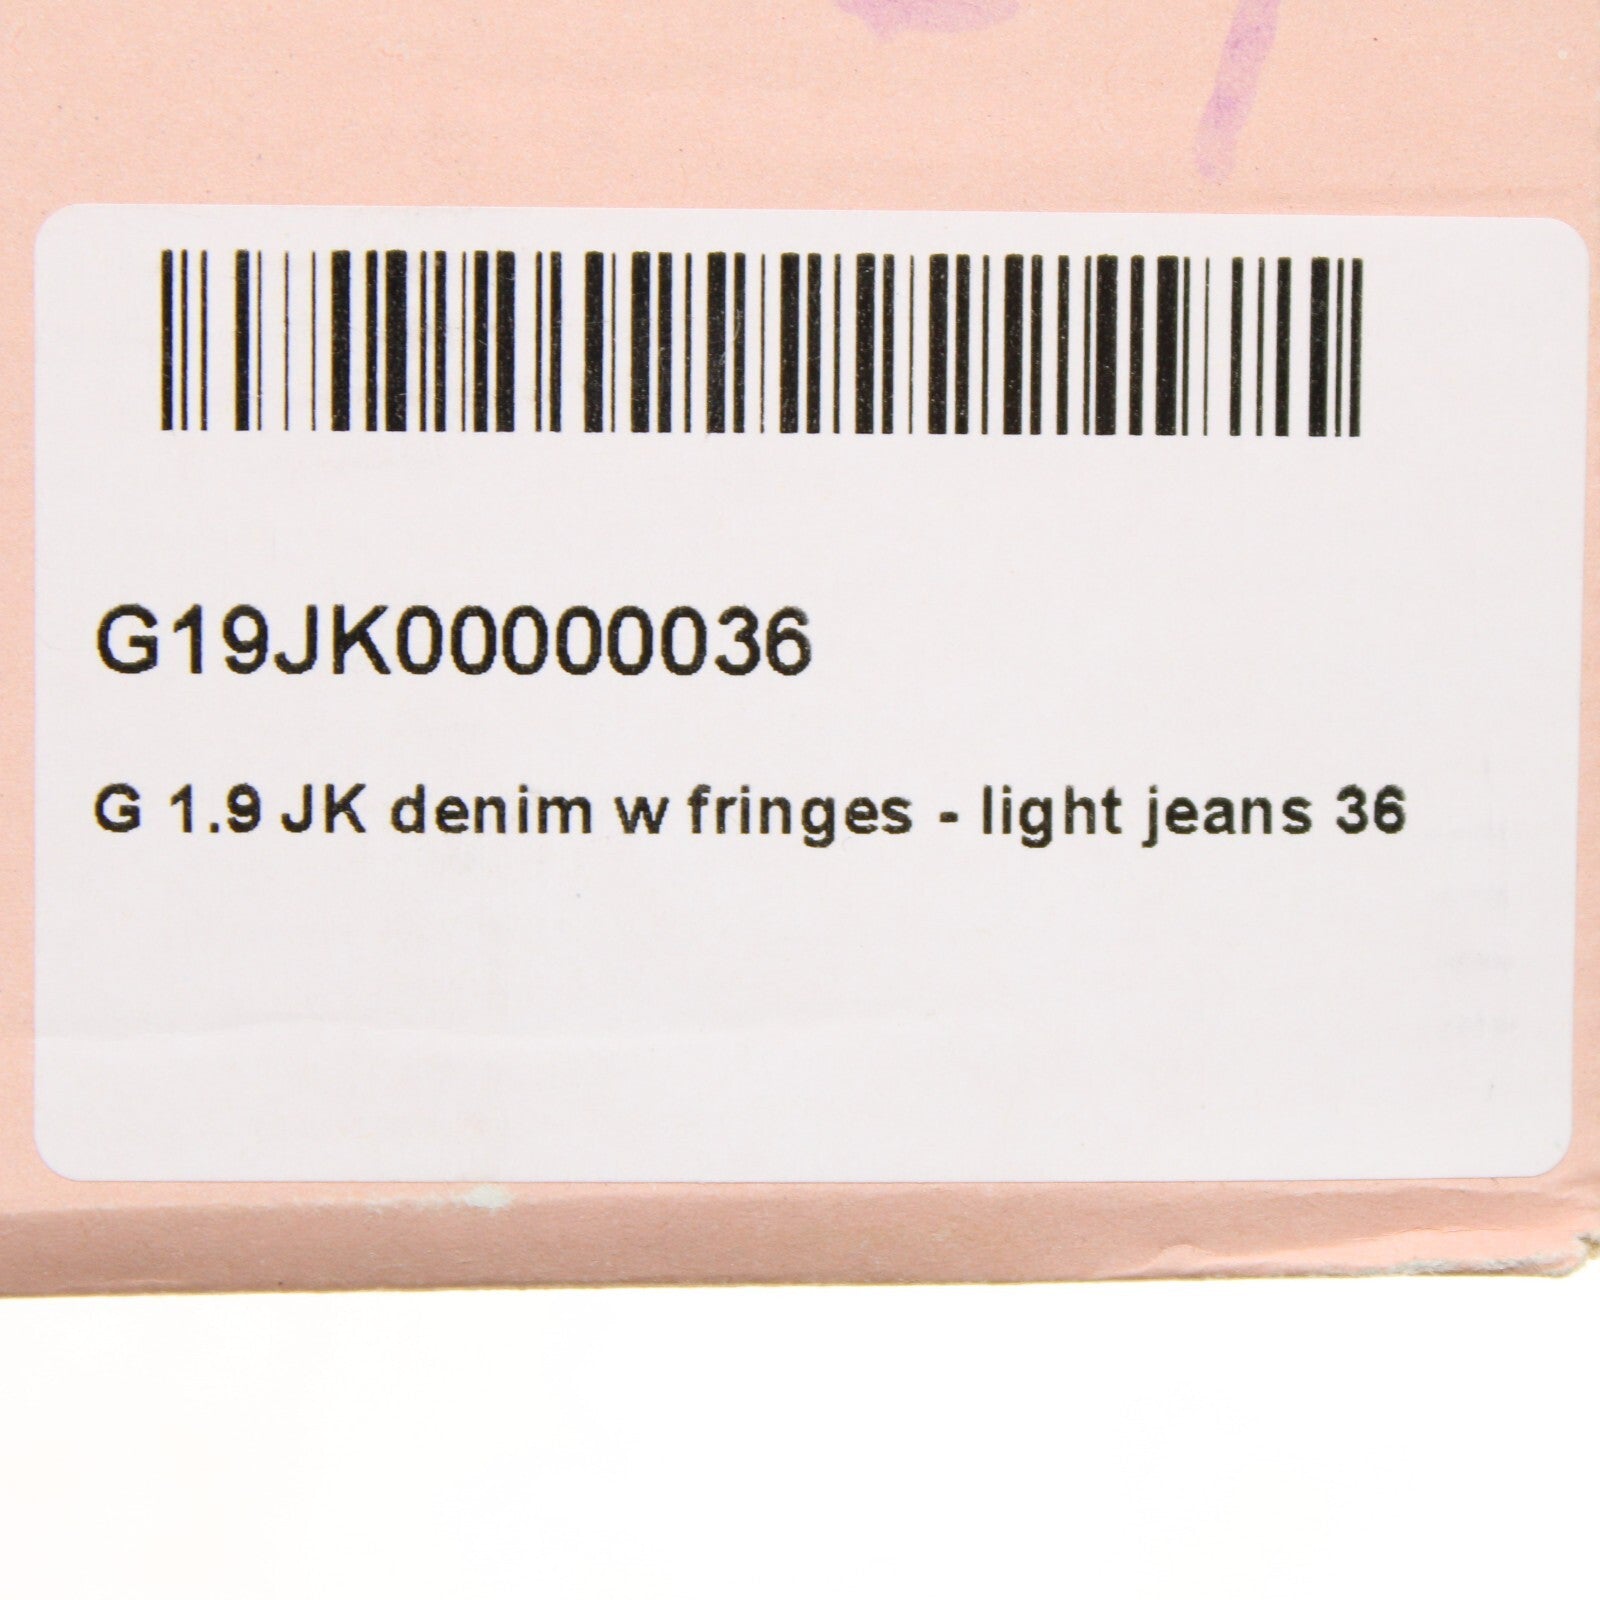 G19JK00000036
G 1.9 JK denim w fringes - light jeans 36